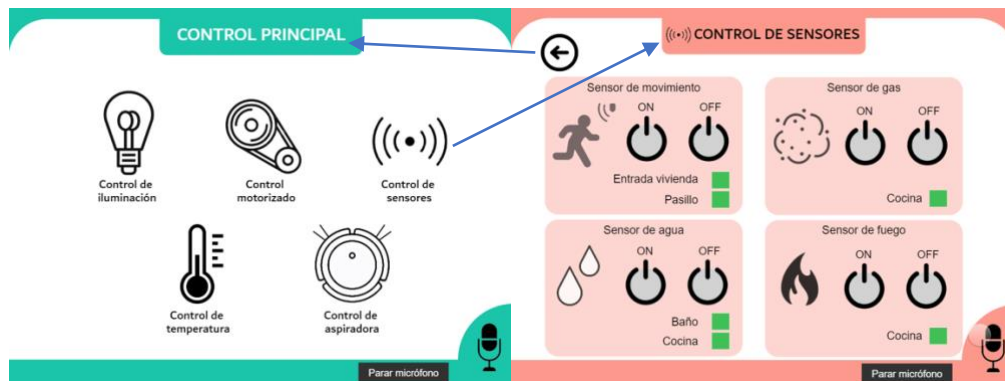 CONTROL PRINCIPAL
Control de
iluminación
Control
motorizado
Control de
sensores
Control de
temperatura
Control de
aspiradora
Parar micrófono
CONTROL DE SENSORES
Sensor de movimiento
ON OFF
Entrada vivienda
Pasillo
Sensor de gas
ON OFF
Cocina
Sensor de agua
ON OFF
Baño
Cocina
Sensor de fuego
ON OFF
Cocina
Parar micrófono